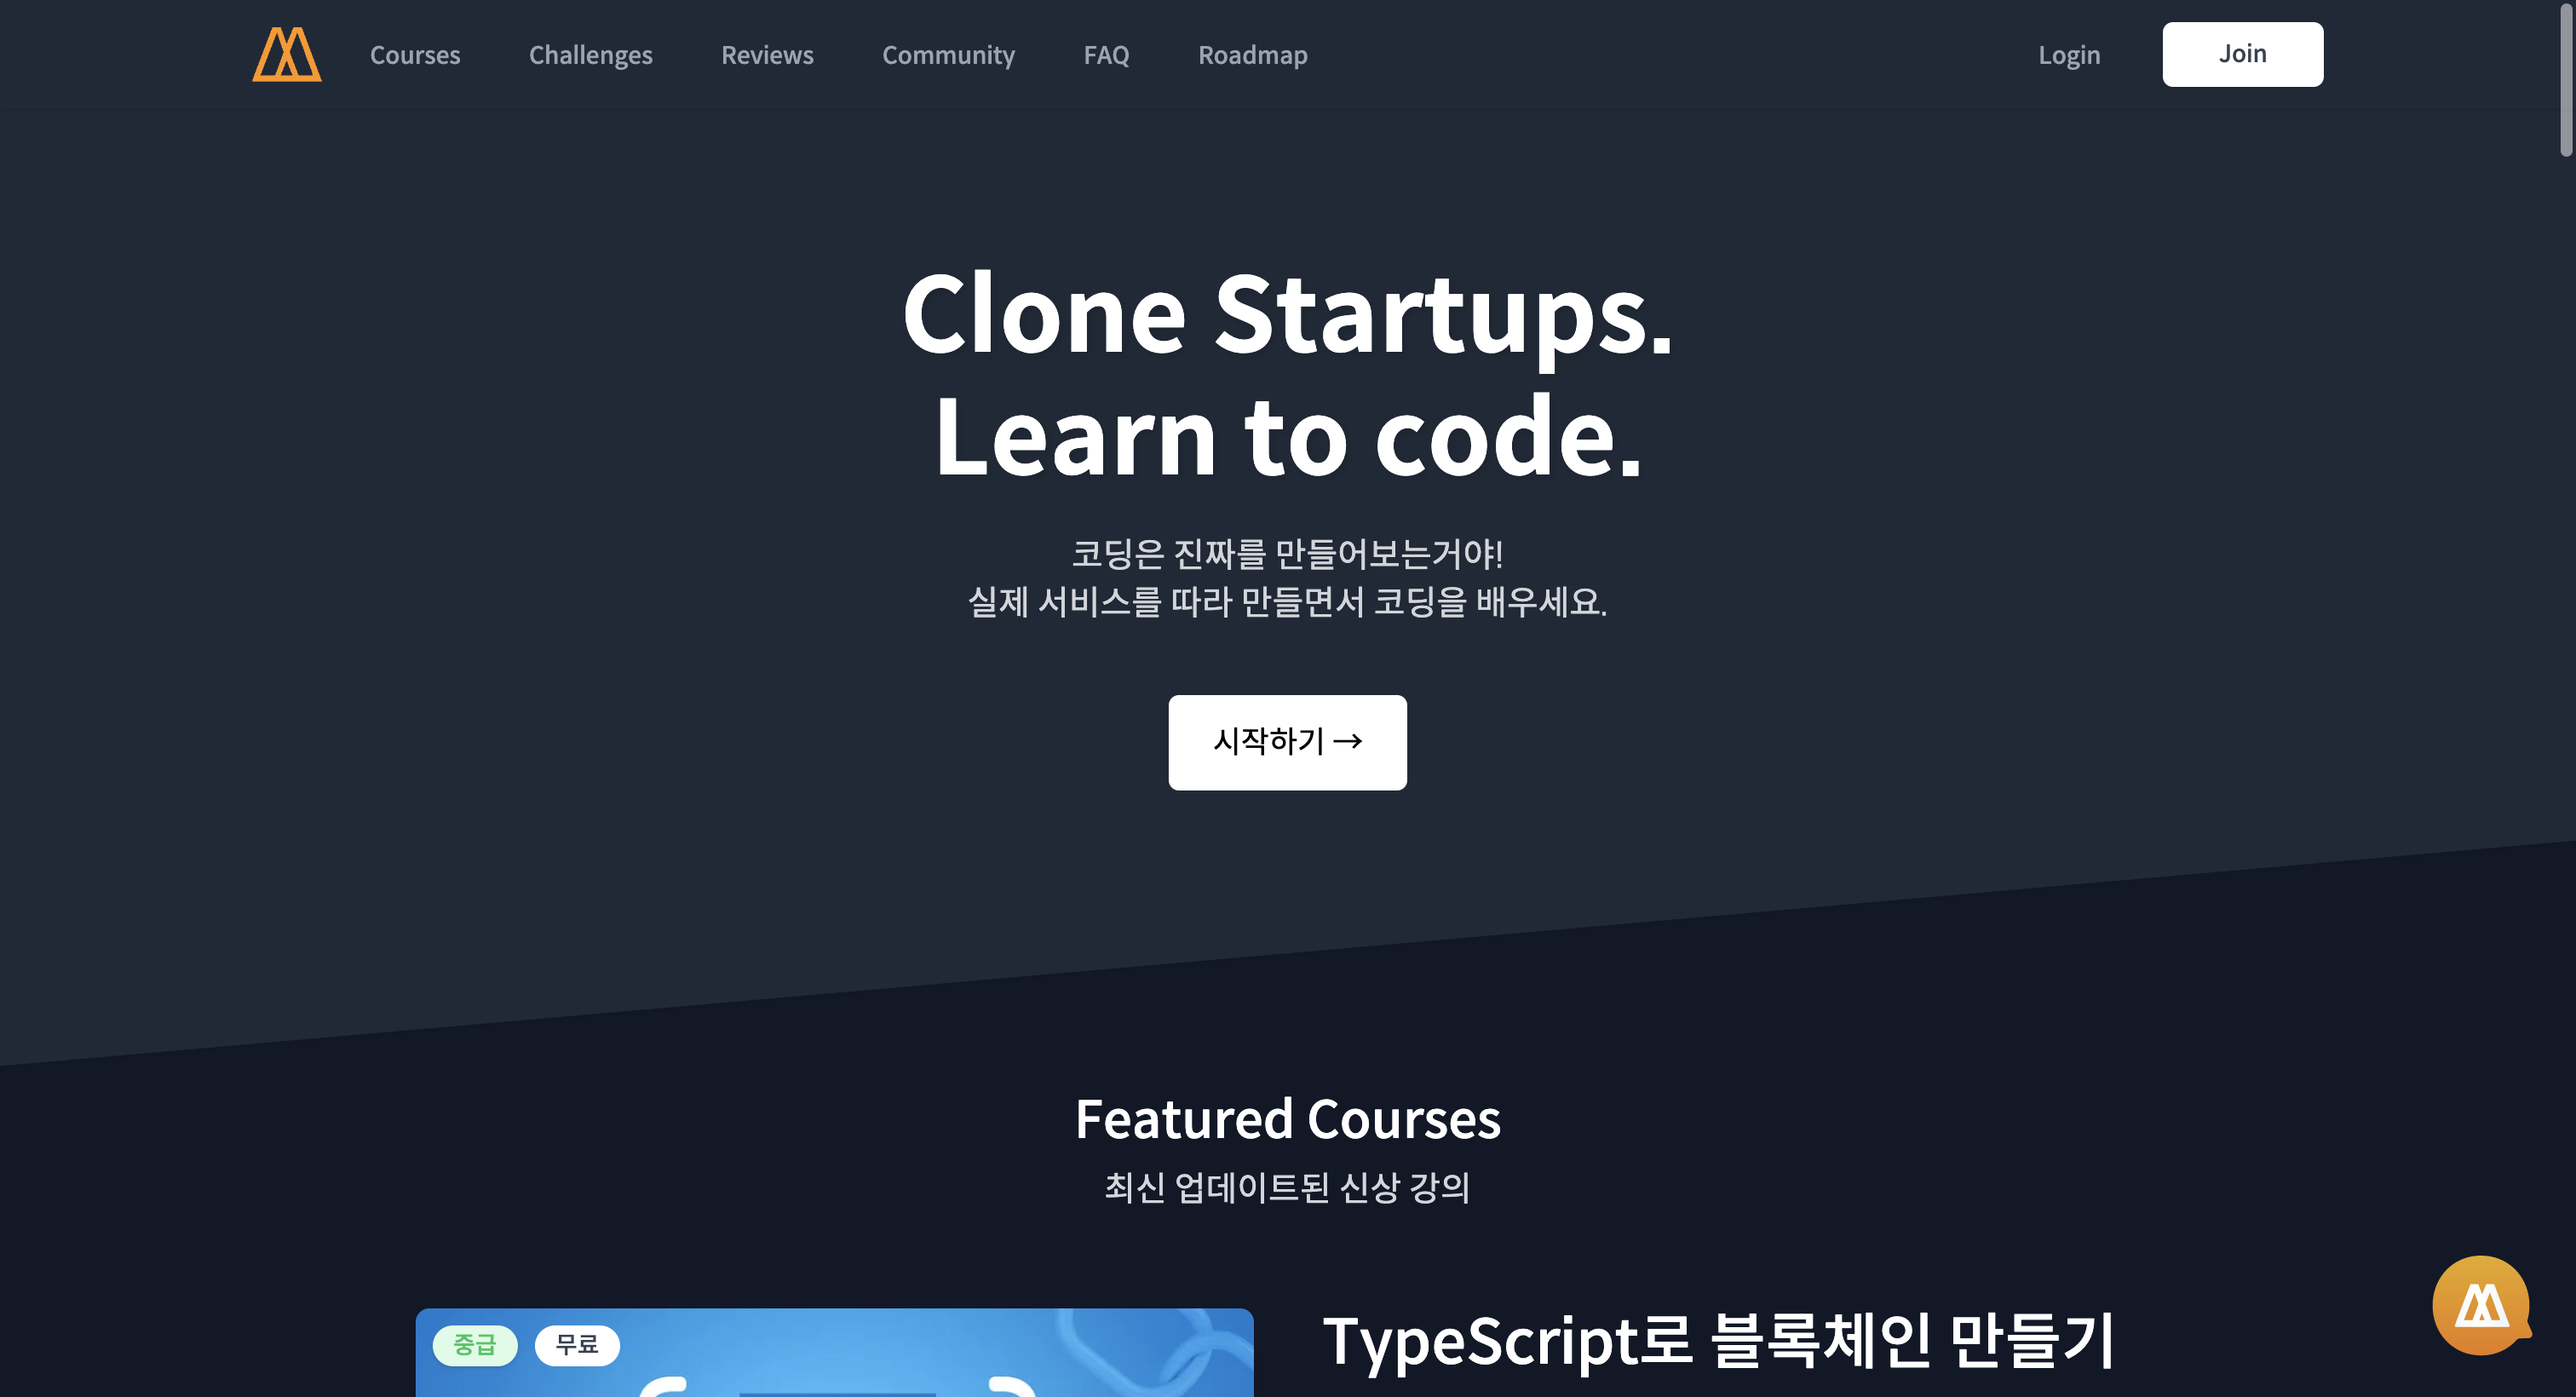 Courses Challenges Reviews Community FAQ Roadmap Login Join
Clone Startups.
Learn to code.
코딩은 진짜를 만들어보는거야!
실제 서비스를 따라 만들면서 코딩을 배우세요.
시작하기 →
Featured Courses
최신 업데이트된 신상 강의
중급 무료
TypeScript로 블록체인 만들기